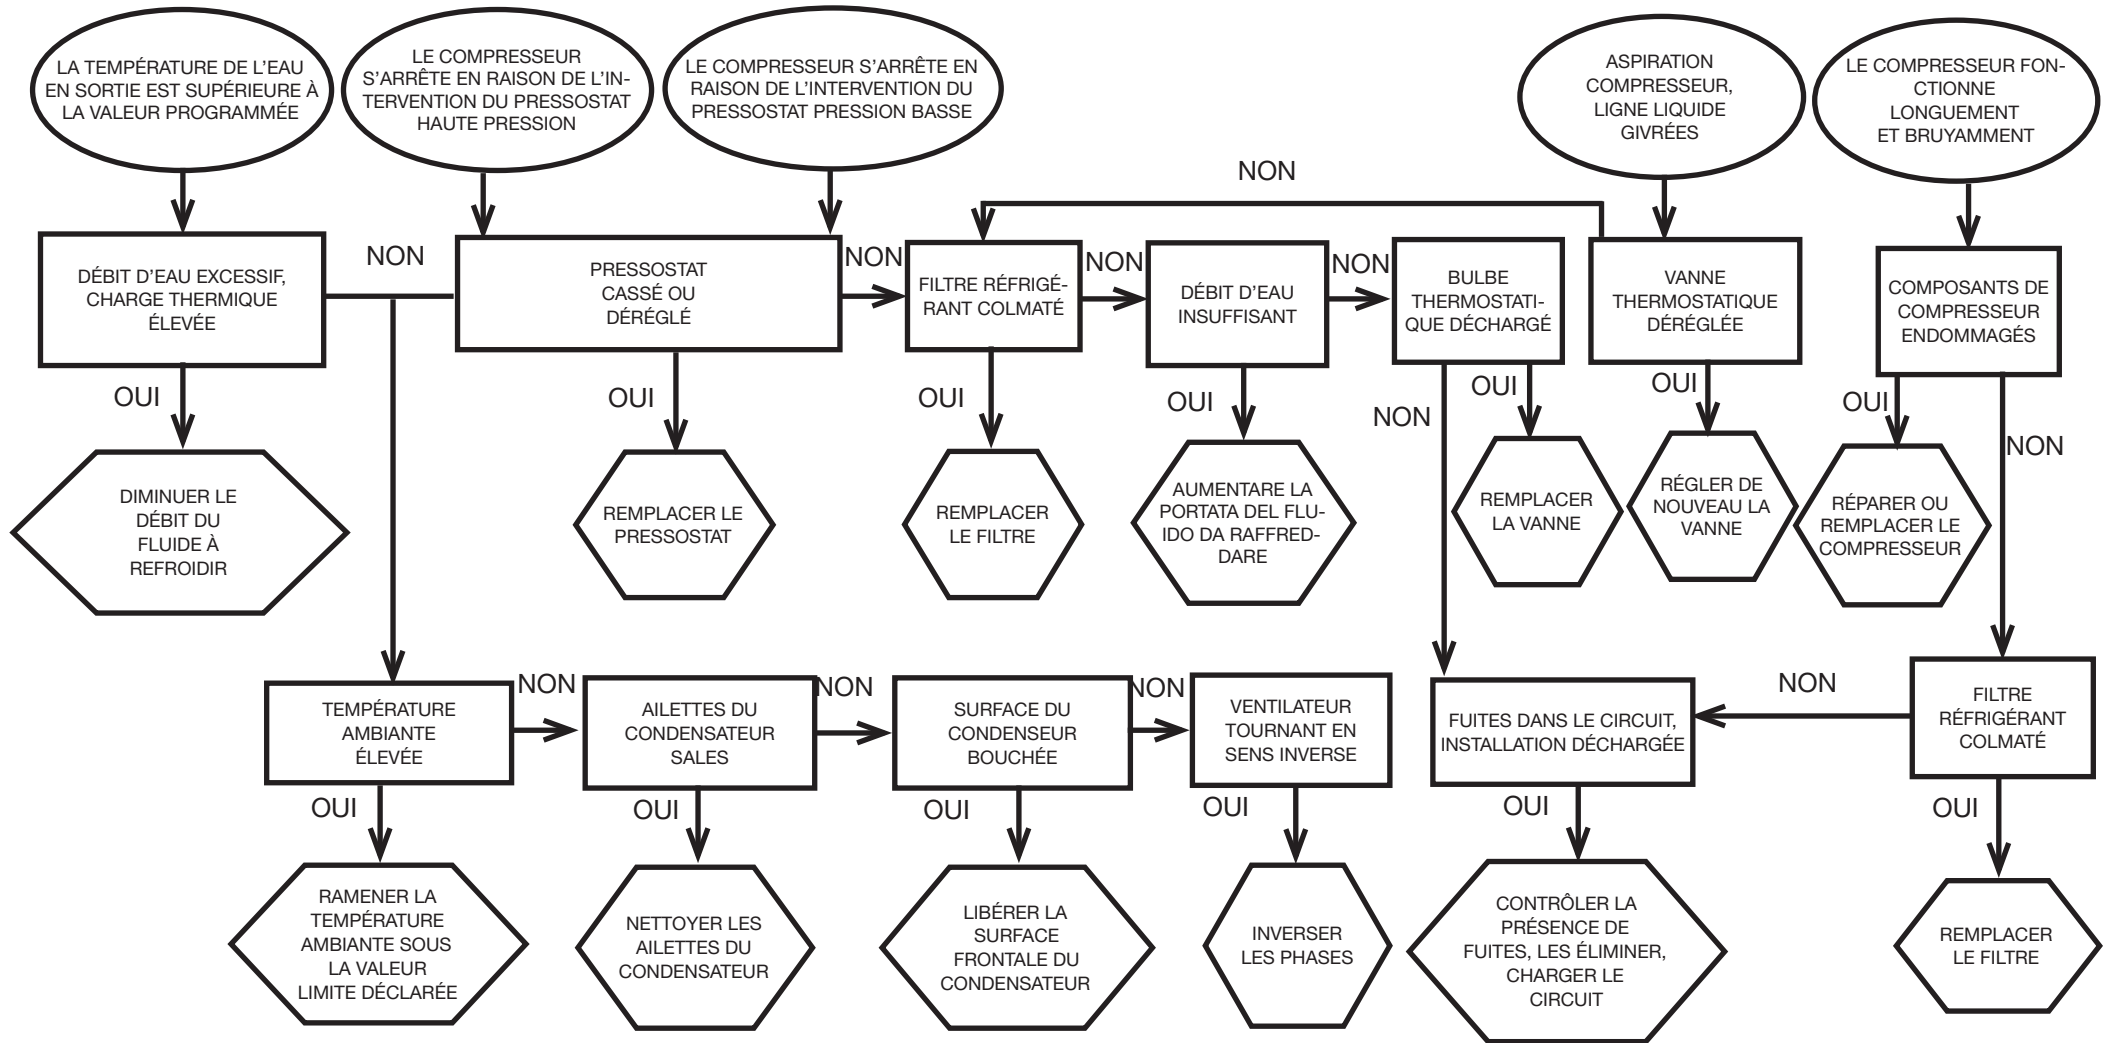 LA TEMPÉRATURE DE L'EAU
EN SORTIE EST SUPÉRIEURE À
LA VALEUR PROGRAMMÉE
LE COMPRESSEUR
S'ARRÊTE EN RAISON DE L'IN-
TERVENTION DU PRESSOSTAT
HAUTE PRESSION
LE COMPRESSEUR S'ARRÊTE EN
RAISON DE L'INTERVENTION DU
PRESSOSTAT PRESSION BASSE
ASPIRATION
COMPRESSEUR,
LIGNE LIQUIDE
GIVRÉES
LE COMPRESSEUR FON-
CTIONNE
LONGUEMENT
ET BRUYAMMENT
NON
DÉBIT D'EAU EXCESSIF,
CHARGE THERMIQUE
ÉLEVÉE
NON
PRESSOSTAT
CASSÉ OU
DÉRÉGLÉ
NON
FILTRE RÉFRIGÉ-
RANT COLMATÉ
NON
DÉBIT D'EAU
INSUFFISANT
NON
BULBE
THERMOSTATI-
QUE DÉCHARGÉ
VANNE
THERMOSTATIQUE
DÉRÉGLÉE
COMPOSANTS DE
COMPRESSEUR
ENDOMMAGÉS
OUI
OUI
OUI
OUI
NON
OUI
OUI
OUI
NON
DIMINUER LE
DÉBIT DU
FLUIDE À
REFROIDIR
REMPLACER LE
PRESSOSTAT
REMPLACER
LE FILTRE
AUMENTARE LA
PORTATA DEL FLU-
IDO DA RAFFRED-
DARE
REMPLACER
LA VANNE
RÉGLER DE
NOUVEAU LA
VANNE
RÉPARER OU
REMPLACER LE
COMPRESSEUR
TEMPÉRATURE
AMBIANTE
ÉLEVÉE
NON
AILETTES DU
CONDENSATEUR
SALES
NON
SURFACE DU
CONDENSEUR
BOUCHÉE
NON
VENTILATEUR
TOURNANT EN
SENS INVERSE
FUITES DANS LE CIRCUIT,
INSTALLATION DÉCHARGÉE
NON
FILTRE
RÉFRIGÉRANT
COLMATÉ
OUI
OUI
OUI
OUI
OUI
OUI
RAMENER LA
TEMPÉRATURE
AMBIANTE SOUS
LA VALEUR
LIMITE DÉCLARÉE
NETTOYER LES
AILETTES DU
CONDENSATEUR
LIBÉRER LA
SURFACE
FRONTALE DU
CONDENSATEUR
INVERSER
LES PHASES
CONTRÔLER LA
PRÉSENCE DE
FUITES, LES ÉLIMINER,
CHARGER LE
CIRCUIT
REMPLACER
LE FILTRE